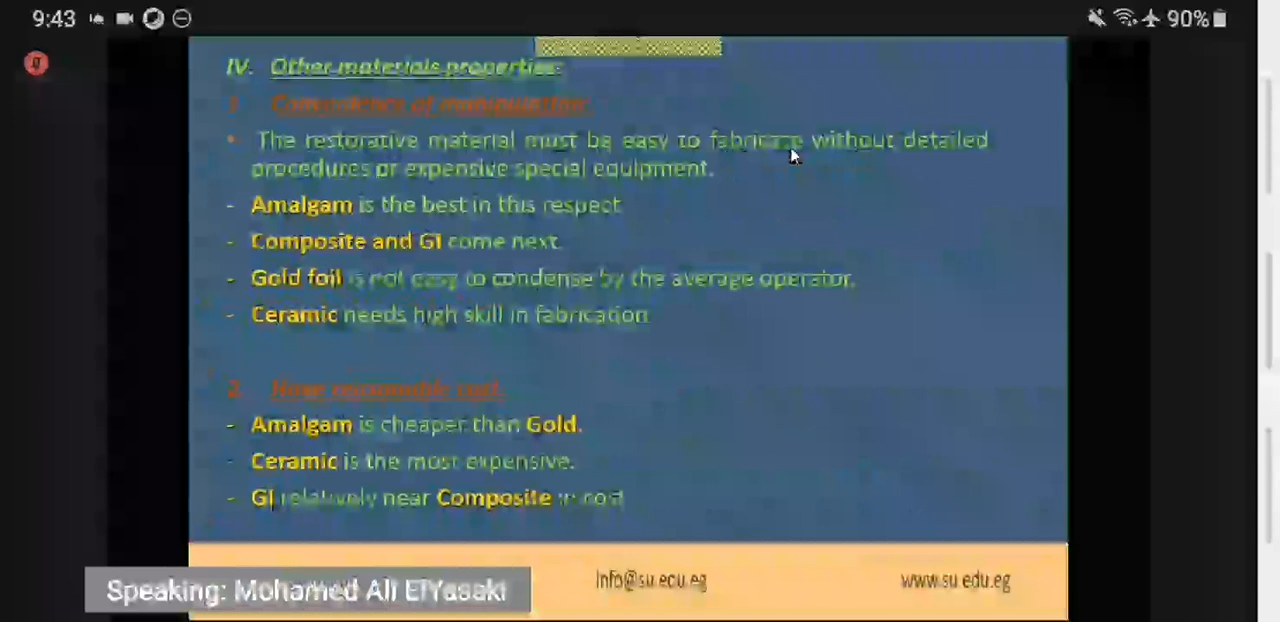 9:43
90%
IV. Other materials properties:
1. Convenience of manipulation:
• The restorative material must be easy to fabricate without detailed
procedures or expensive special equipment.
- Amalgam is the best in this respect
- Composite and GI come next.
- Gold foil is not easy to condense by the average operator.
- Ceramic needs high skill in fabrication
2. Have reasonable cost.
- Amalgam is cheaper than Gold.
- Ceramic is the most expensive.
- GI relatively near Composite in cost
Speaking: Mohamed Ali ElYasaki
Info@su.edu.eg
www.su.edu.eg